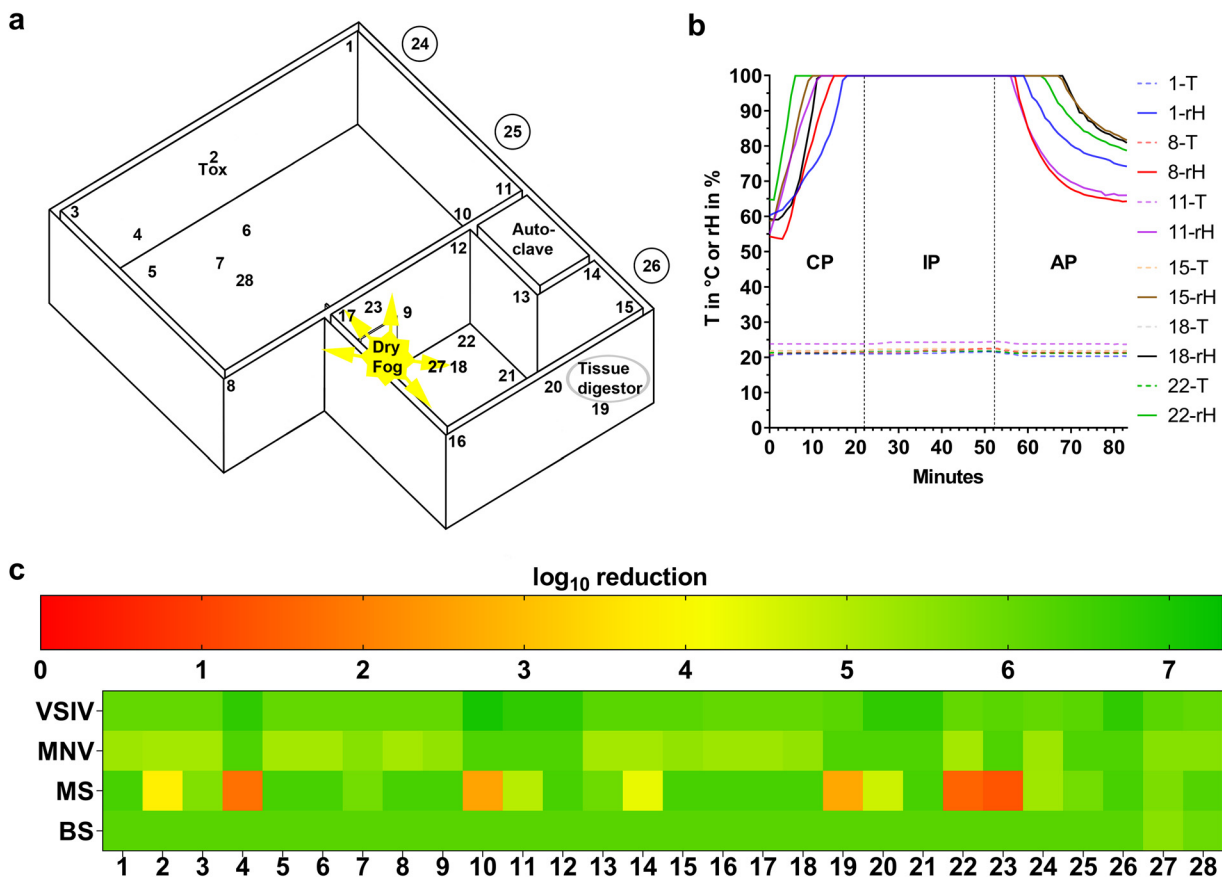 a
1
24
2
Tox
25
3
11
4
6
10
Auto-
clave
5
7
12
28
14
26
13
17
23
9
15
8
Dry
Fog
22
27
18
21
20
Tissue
digestor
19
16
b
100
90
80
70
60
50
40
30
20
10
0
T in °C or rH in %
CP
IP
AP
0
10
20
30
40
50
60
70
80
Minutes
1-T
1-rH
8-T
8-rH
11-T
11-rH
15-T
15-rH
18-T
18-rH
22-T
22-rH
c
log10 reduction
0 1 2 3 4 5 6 7
VSIV
MNV
MS
BS
1 2 3 4 5 6 7 8 9 10 11 12 13 14 15 16 17 18 19 20 21 22 23 24 25 26 27 28